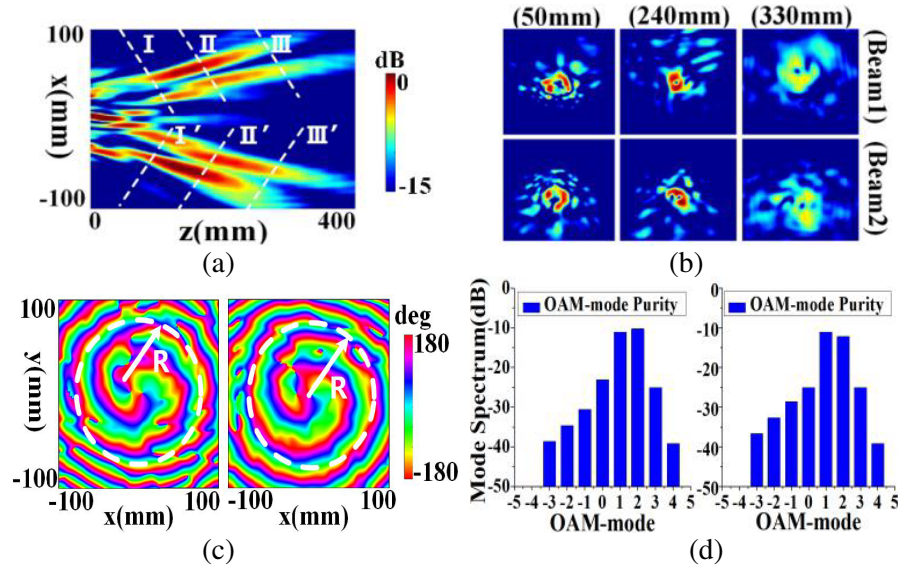 100
x(mm)
-100
0
z(mm)
400
I
II
III
I′
II′
III′
dB
0
-15
(a)
(50mm) (240mm) (330mm)
(Beam1)
(Beam2)
(b)
100
y(mm)
-100
-100
x(mm)
100
R
-100
x(mm)
100
R
deg
180
-180
(c)
Mode Spectrum(dB)
-10
-20
-30
-40
-50
OAM-mode Purity
-5 -4 -3 -2 -1 0 1 2 3 4 5
OAM-mode
-10
-20
-30
-40
-50
OAM-mode Purity
-5 -4 -3 -2 -1 0 1 2 3 4 5
OAM-mode
(d)